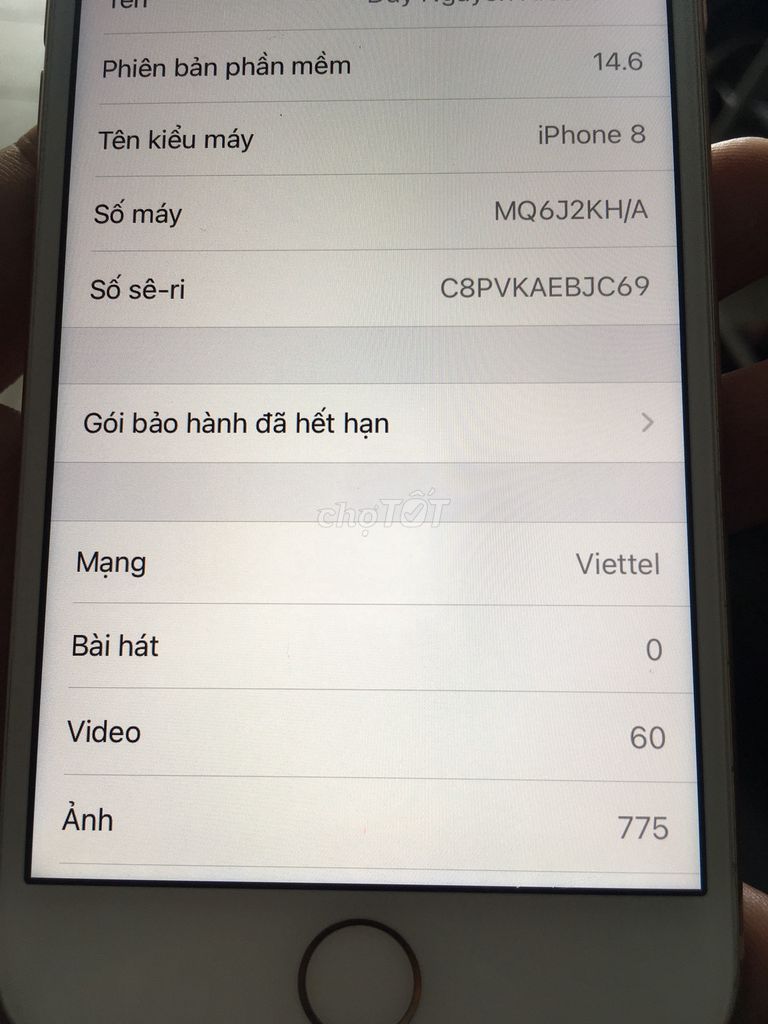 Tên
Phiên bản phần mềm 14.6
Tên kiểu máy iPhone 8
Số máy MQ6J2KH/A
Số sê-ri C8PVKAEBJC69
Gói bảo hành đã hết hạn
chợTỐT
Mạng Viettel
Bài hát 0
Video 60
Ảnh 775